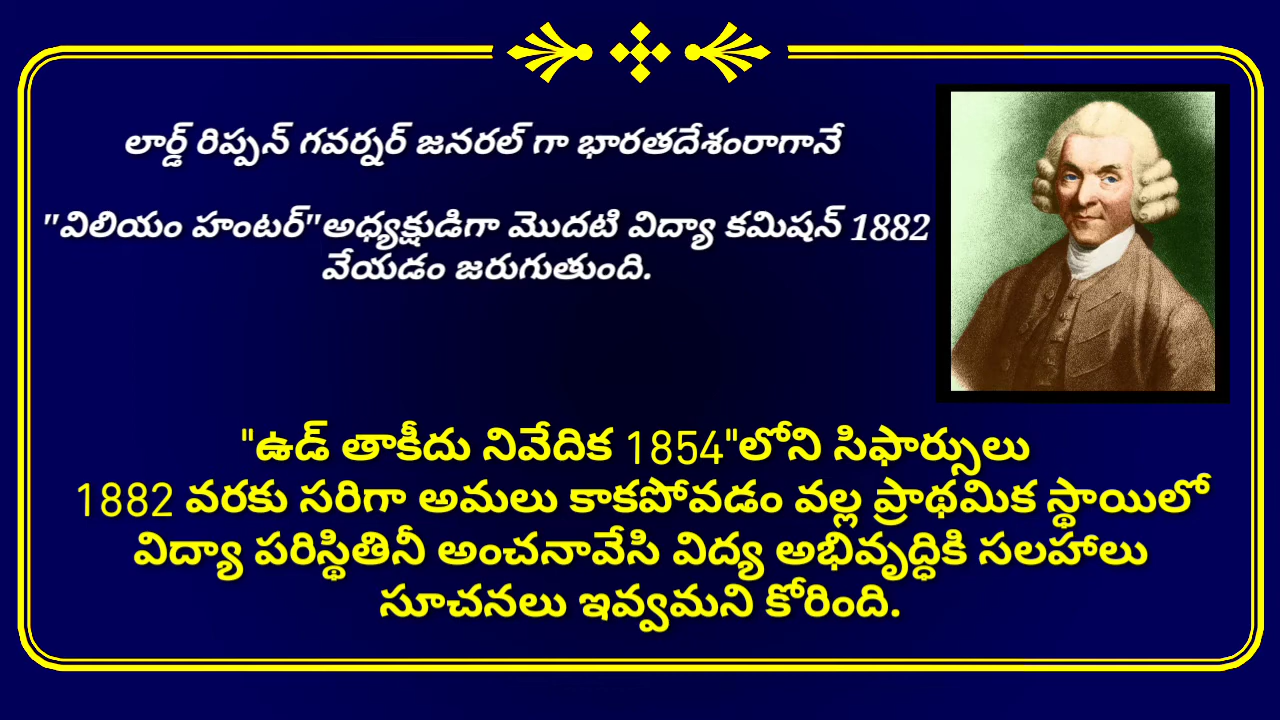 లార్డ్ రిప్పన్ గవర్నర్ జనరల్ గా భారతదేశంరాగానే
"విలియం హంటర్"అధ్యక్షుడిగా మొదటి విద్యా కమిషన్ 1882
వేయడం జరుగుతుంది.
"ఉడ్ తాకీదు నివేదిక 1854"లోని సిఫార్సులు
1882 వరకు సరిగా అమలు కాకపోవడం వల్ల ప్రాథమిక స్థాయిలో
విద్యా పరిస్థితినీ అంచనావేసి విద్య అభివృద్ధికి సలహాలు
సూచనలు ఇవ్వమని కోరింది.